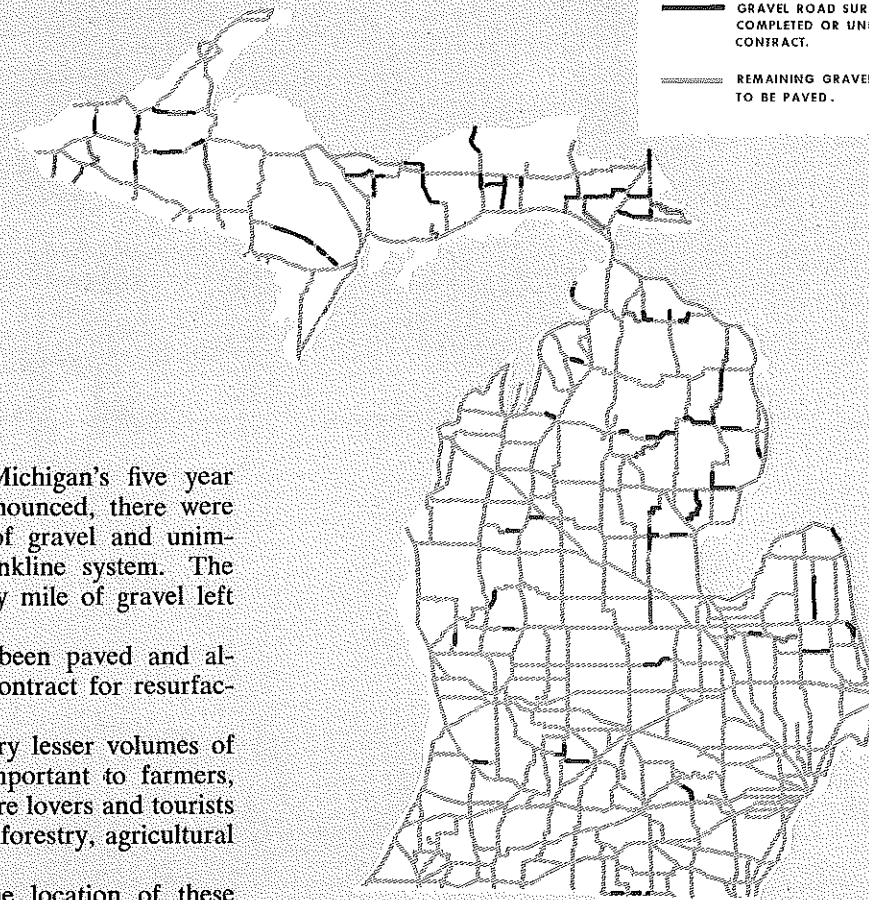 GRAVEL ROAD SUR
COMPLETED OR UN
CONTRACT.
REMAINING GRAVE
TO BE PAVED.
Michigan's five year
nounced, there were
of gravel and unim-
nkline system. The
y mile of gravel left
been paved and al-
ontract for resurfac-
ry lesser volumes of
mportant to farmers,
re lovers and tourists
forestry, agricultural
e location of these